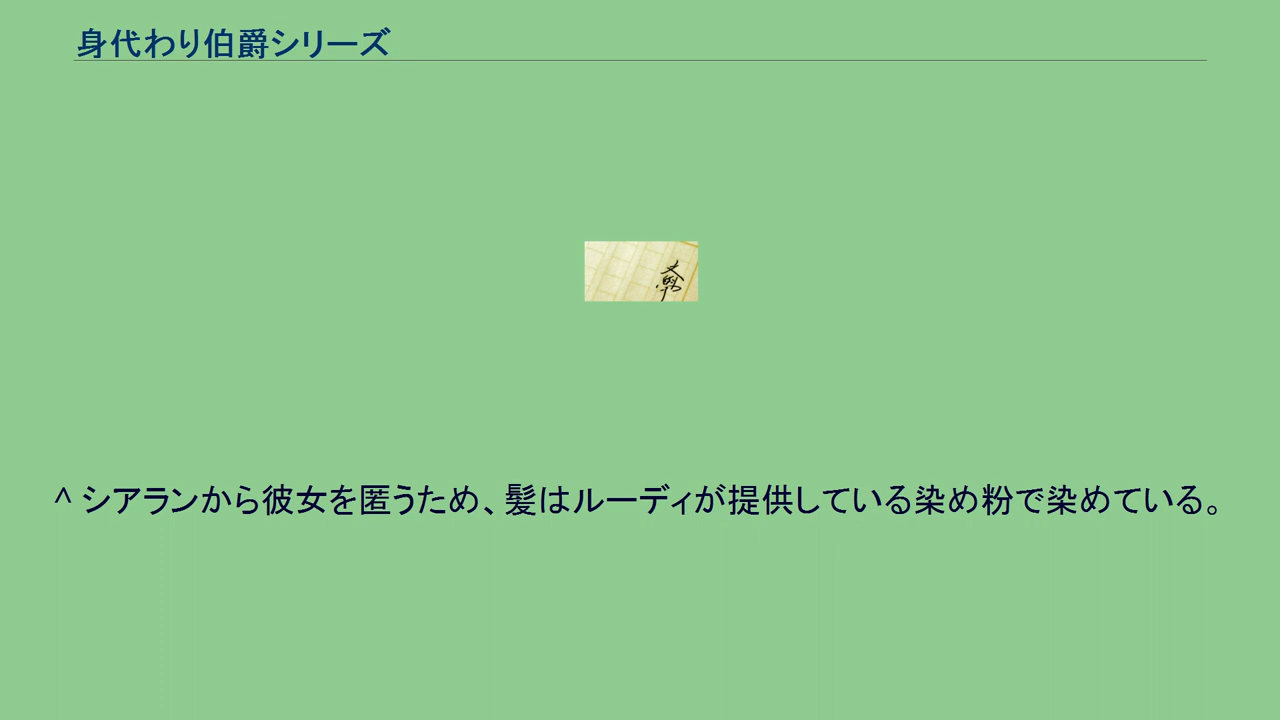 身代わり伯爵シリーズ
^ シアランから彼女を匿うため、髪はルーディが提供している染め粉で染めている。